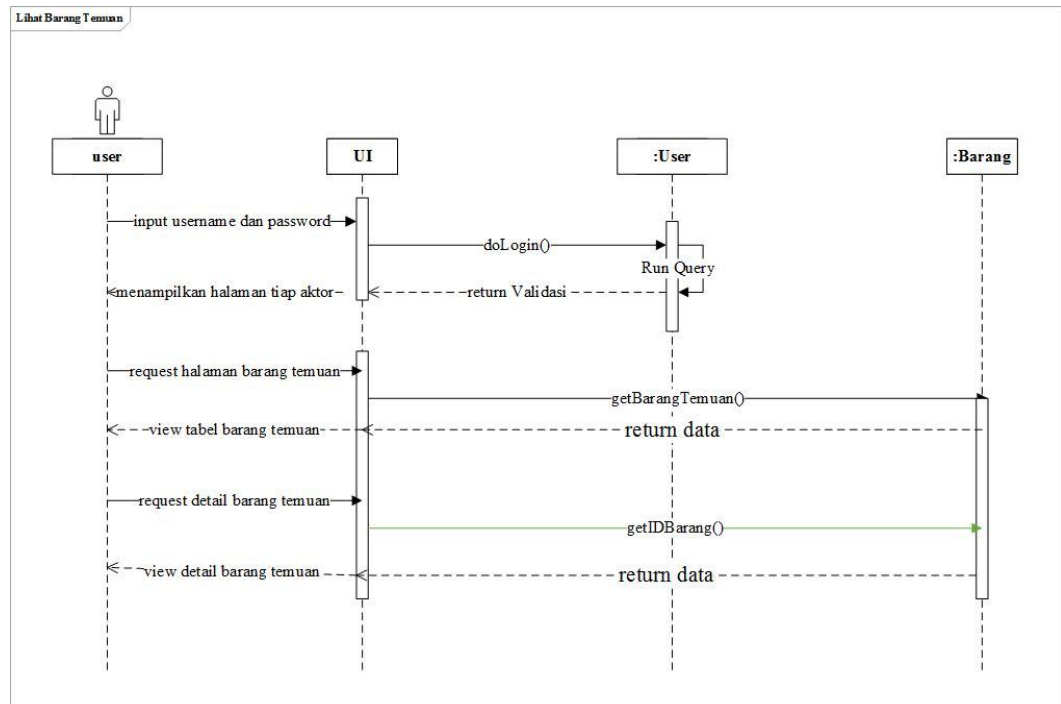 Lihat Barang Temuan
user
UI
:User
:Barang
input username dan password
doLogin()
Run Query
menampilkan halaman tiap aktor
return Validasi
request halaman barang temuan
getBarangTemuan()
view tabel barang temuan
return data
request detail barang temuan
getIDBarang()
view detail barang temuan
return data